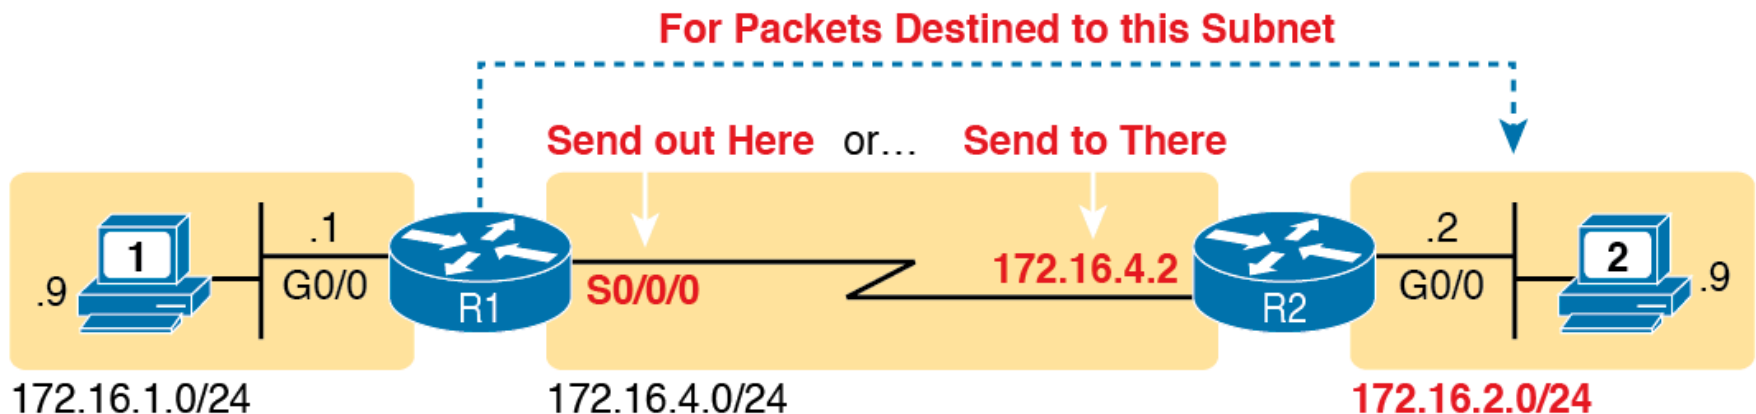 For Packets Destined to this Subnet
Send out Here or... Send to There
1
.9
.1
G0/0
R1
S0/0/0
172.16.4.2
R2
.2
G0/0
2
.9
172.16.1.0/24
172.16.4.0/24
172.16.2.0/24